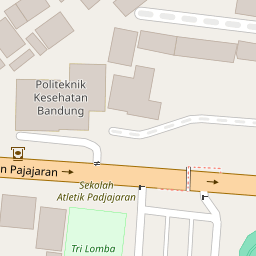 Politeknik
Kesehatan
Bandung
n Pajajaran
Sekolah
Atletik Padjajaran
Tri Lomba